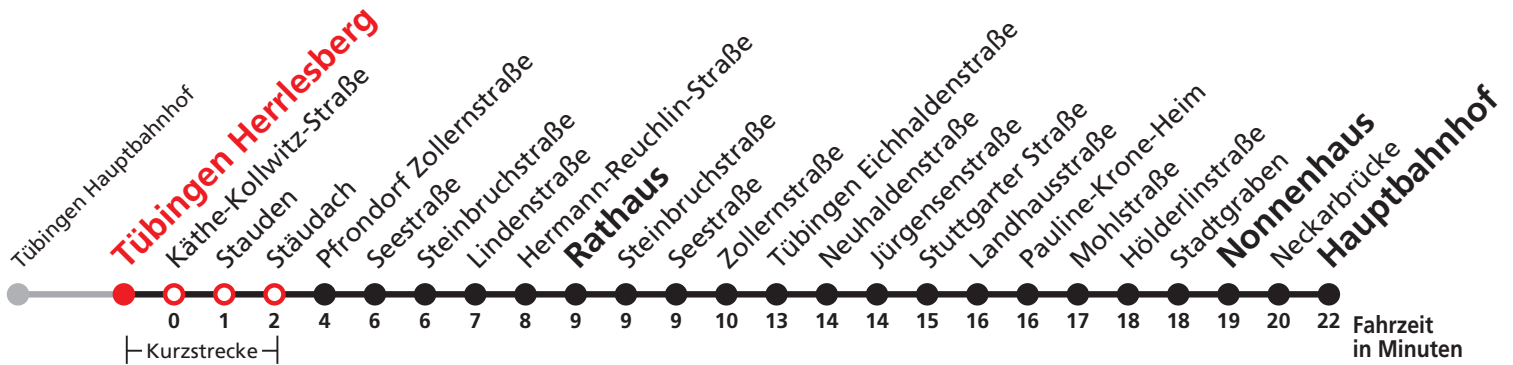 Tübingen Hauptbahnhof
Tübingen Herrlesberg
Käthe-Kollwitz-Straße
Stauden
Stäudach
Pfrondorf Zollernstraße
Seestraße
Steinbruchstraße
Lindenstraße
Hermann-Reuchlin-Straße
Rathaus
Steinbruchstraße
Seestraße
Zollernstraße
Tübingen Eichhaldenstraße
Neuhaldenstraße
Jürgensenstraße
Stuttgarter Straße
Landhausstraße
Pauline-Krone-Heim
Mohlstraße
Hölderlinstraße
Stadtgraben
Nonnenhaus
Neckarbrücke
Hauptbahnhof
0 1 2 4 6 6 7 8 9 9 9 10 13 14 14 15 16 16 17 18 18 19 20 22
Fahrzeit
in Minuten
Kurzstrecke